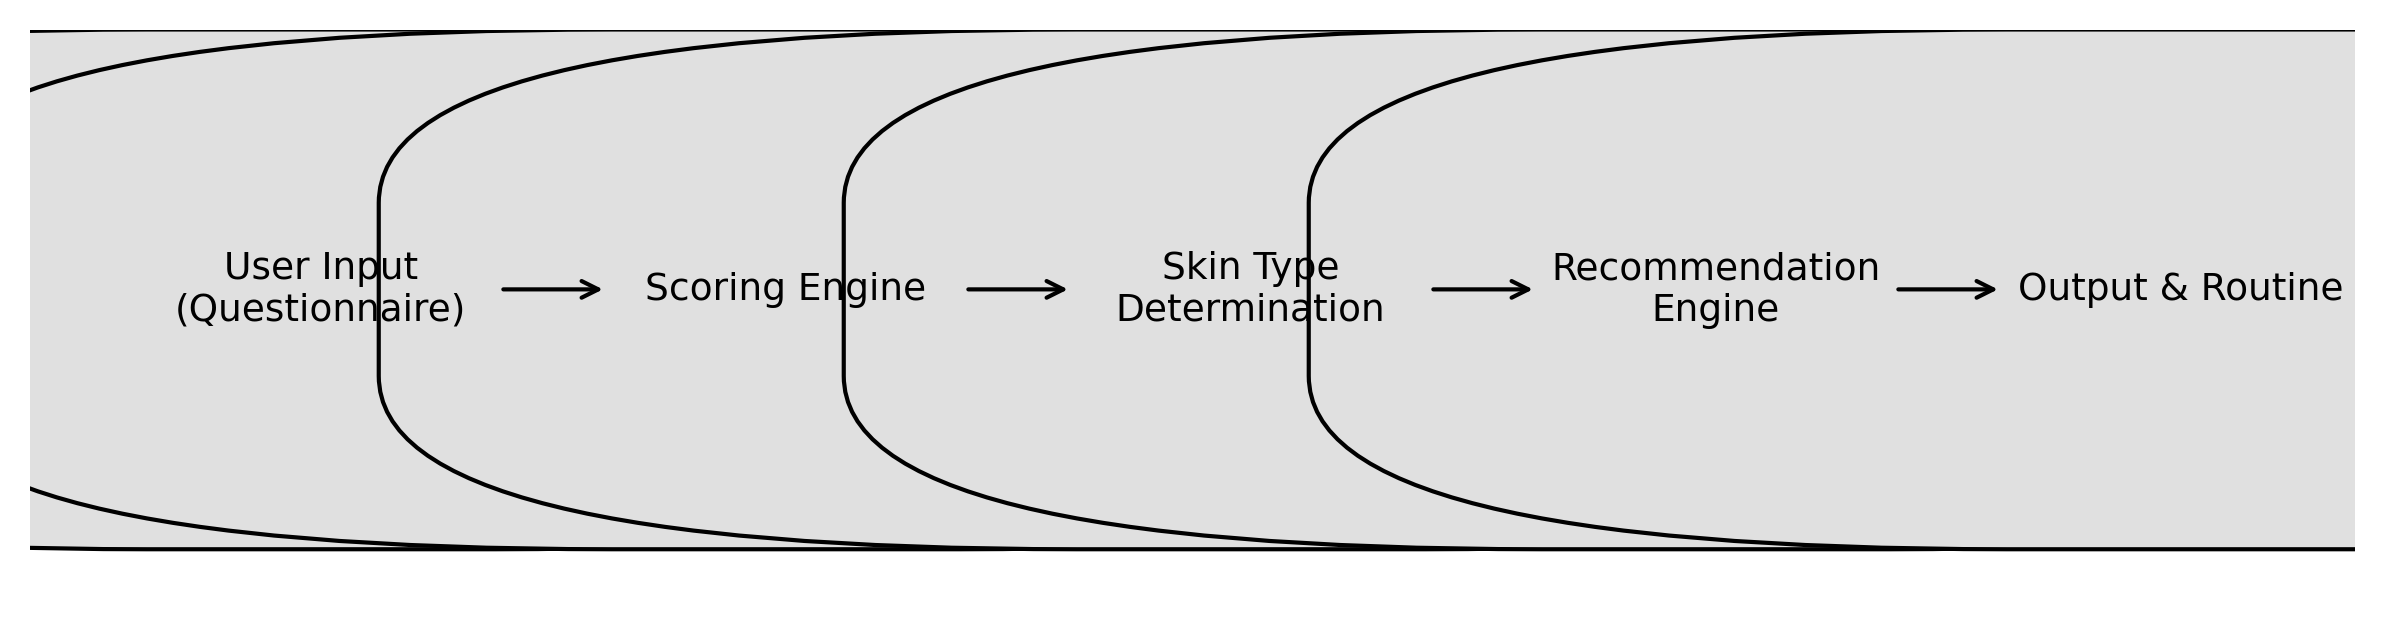 User Input
(Questionnaire)
Scoring Engine
Skin Type
Determination
Recommendation
Engine
Output & Routine